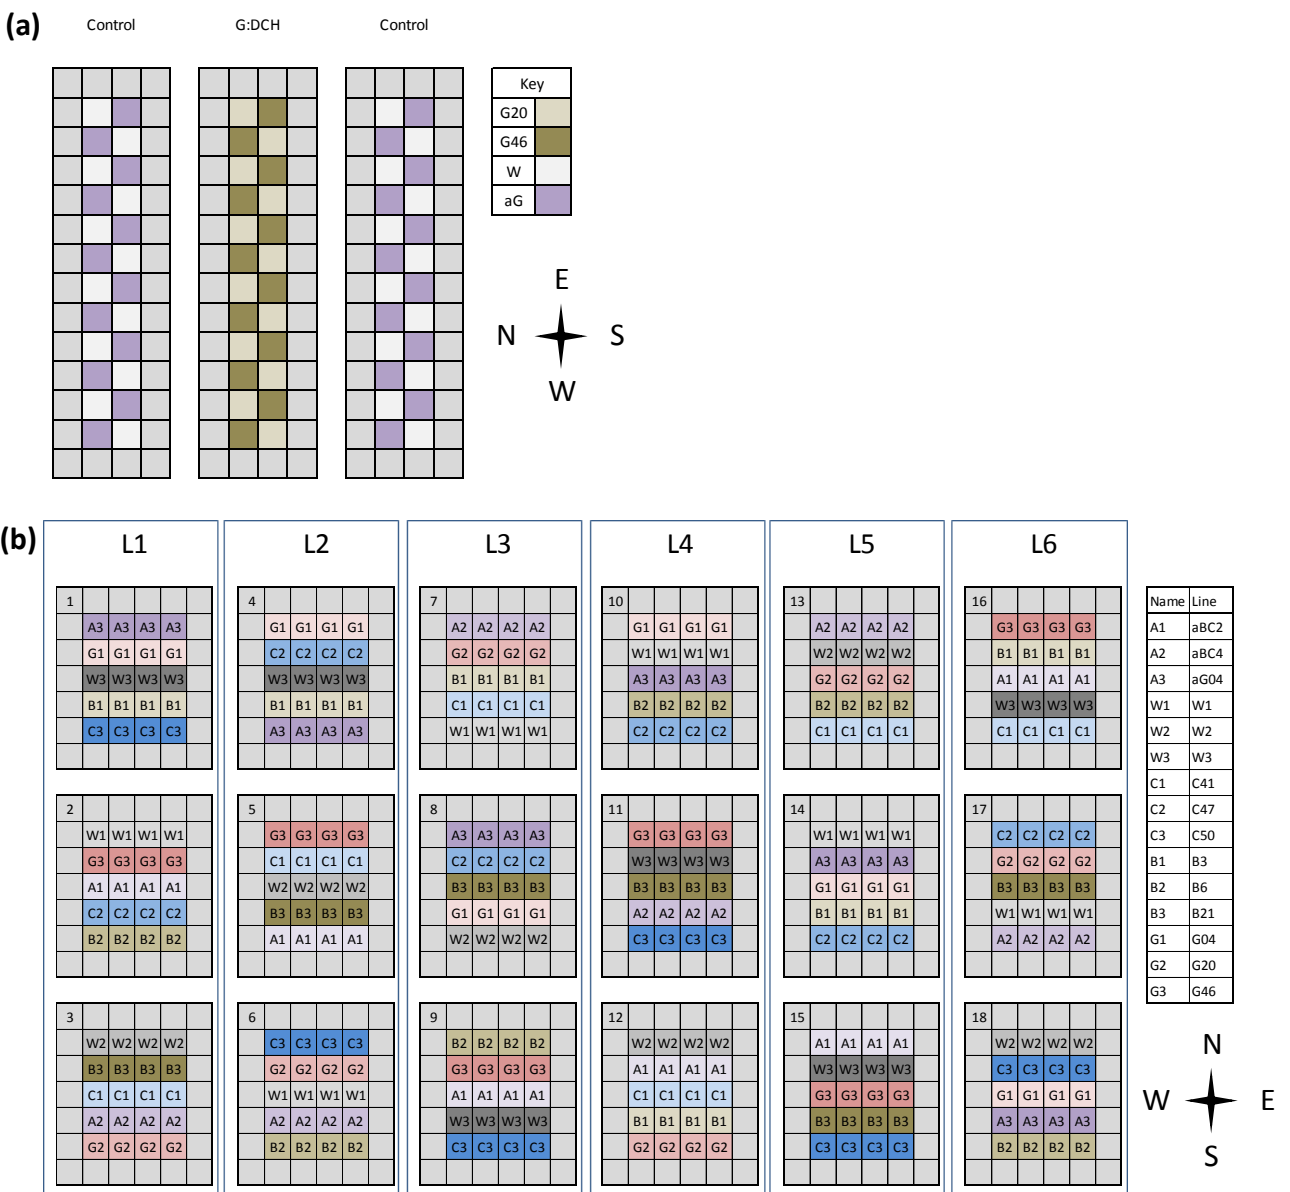 (a)
Control G:DCH Control
Key
G20
G46
W
aG
E
N S
W
(b)
L1 L2 L3 L4 L5 L6
1 4 7 10 13 16 Name Line
A3 A3 A3 A3 G1 G1 G1 G1 A2 A2 A2 A2 G1 G1 G1 G1 A2 A2 A2 A2 G3 G3 G3 G3 A1 aBC2
G1 G1 G1 G1 C2 C2 C2 C2 G2 G2 G2 G2 W1 W1 W1 W1 W2 W2 W2 W2 B1 B1 B1 B1 A2 aBC4
W3 W3 W3 W3 W3 W3 W3 W3 B1 B1 B1 B1 A3 A3 A3 A3 G2 G2 G2 G2 A1 A1 A1 A1 A3 aG04
B1 B1 B1 B1 B1 B1 B1 B1 C1 C1 C1 C1 B2 B2 B2 B2 B2 B2 B2 B2 W3 W3 W3 W3 W1 W1
C3 C3 C3 C3 A3 A3 A3 A3 W1 W1 W1 W1 C2 C2 C2 C2 C1 C1 C1 C1 C1 C1 C1 C1 W2 W2
W3 W3
C1 C41
2 5 8 11 14 17 C2 C47
W1 W1 W1 W1 G3 G3 G3 G3 A3 A3 A3 A3 G3 G3 G3 G3 W1 W1 W1 W1 C2 C2 C2 C2 C3 C50
G3 G3 G3 G3 C1 C1 C1 C1 C2 C2 C2 C2 W3 W3 W3 W3 A3 A3 A3 A3 G2 G2 G2 G2 B1 B3
A1 A1 A1 A1 W2 W2 W2 W2 B3 B3 B3 B3 B3 B3 B3 B3 G1 G1 G1 G1 B3 B3 B3 B3 B2 B6
C2 C2 C2 C2 B3 B3 B3 B3 G1 G1 G1 G1 A2 A2 A2 A2 B1 B1 B1 B1 W1 W1 W1 W1 B3 B21
B2 B2 B2 B2 A1 A1 A1 A1 W2 W2 W2 W2 C3 C3 C3 C3 C2 C2 C2 C2 A2 A2 A2 A2 G1 G04
G2 G20
G3 G46
3 6 9 12 15 18
W2 W2 W2 W2 C3 C3 C3 C3 B2 B2 B2 B2 W2 W2 W2 W2 A1 A1 A1 A1 W2 W2 W2 W2
B3 B3 B3 B3 G2 G2 G2 G2 G3 G3 G3 G3 A1 A1 A1 A1 W3 W3 W3 W3 C3 C3 C3 C3
C1 C1 C1 C1 W1 W1 W1 W1 A1 A1 A1 A1 C1 C1 C1 C1 G3 G3 G3 G3 G1 G1 G1 G1
A2 A2 A2 A2 A2 A2 A2 A2 W3 W3 W3 W3 B1 B1 B1 B1 B3 B3 B3 B3 A3 A3 A3 A3
G2 G2 G2 G2 B2 B2 B2 B2 C3 C3 C3 C3 G2 G2 G2 G2 C3 C3 C3 C3 B2 B2 B2 B2
N
W E
S